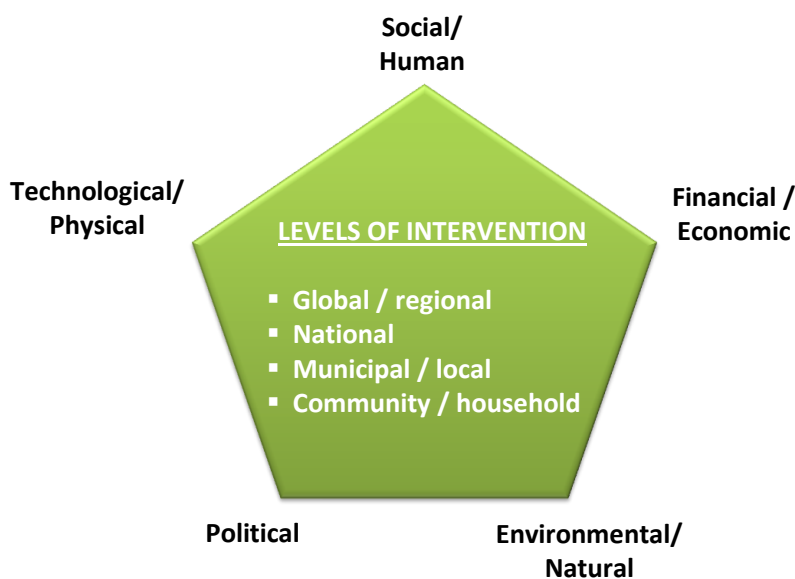 Social/
Human
Technological/
Physical
Financial /
Economic
LEVELS OF INTERVENTION
▪ Global / regional
▪ National
▪ Municipal / local
▪ Community / household
Political
Environmental/
Natural